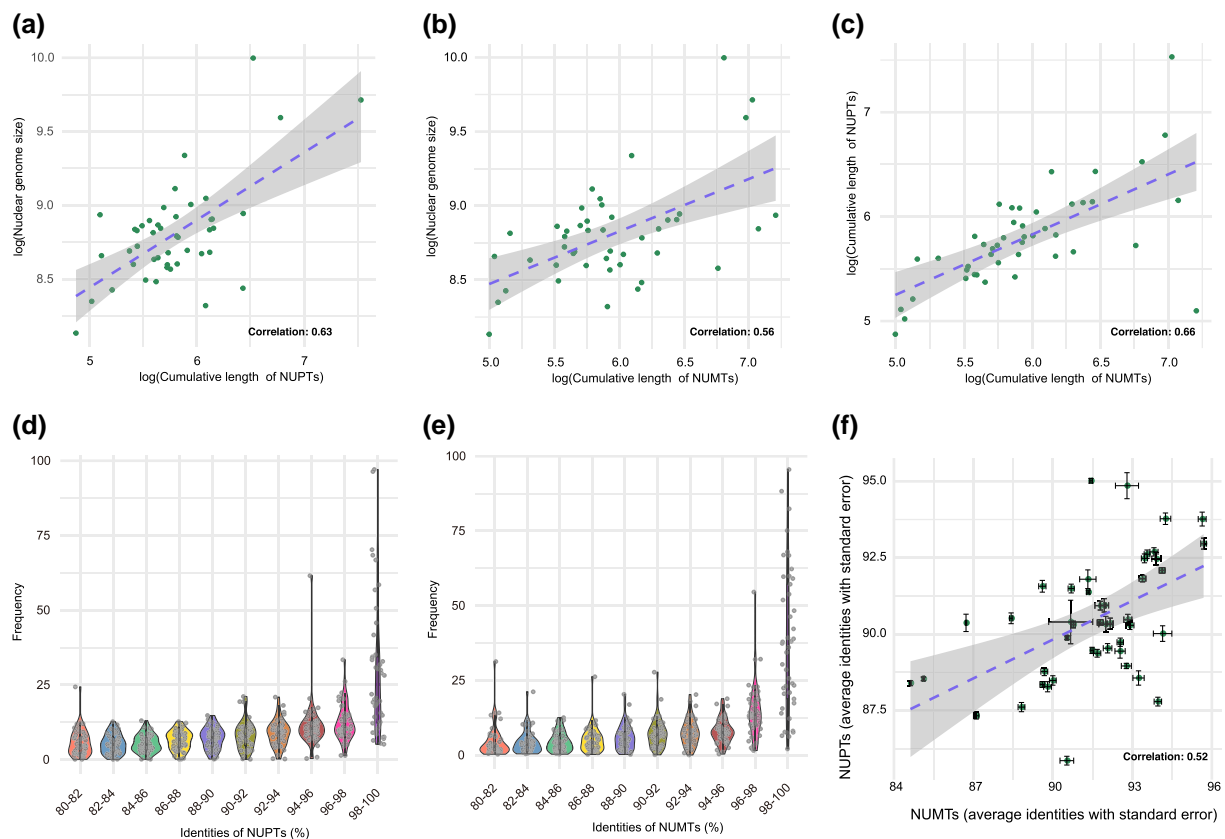 (a)
log(Nuclear genome size)
10.0
9.5
9.0
8.5
Correlation: 0.63
5
6
7
log(Cumulative length of NUPTs)
(b)
log(Nuclear genome size)
10.0
9.5
9.0
8.5
Correlation: 0.56
5.0
5.5
6.0
6.5
7.0
log(Cumulative length of NUMTs)
(c)
log(Cumulative length of NUPTs)
7
6
5
Correlation: 0.66
5.0
5.5
6.0
6.5
7.0
log(Cumulative length of NUMTs)
(d)
Frequency
100
75
50
25
0
80-82
82-84
84-86
86-88
88-90
90-92
92-94
94-96
96-98
98-100
Identities of NUPTs (%)
(e)
Frequency
100
75
50
25
0
80-82
82-84
84-86
86-88
88-90
90-92
92-94
94-96
96-98
98-100
Identities of NUMTs (%)
(f)
NUPTs (average identities with standard error)
95.0
92.5
90.0
87.5
Correlation: 0.52
84
87
90
93
96
NUMTs (average identities with standard error)